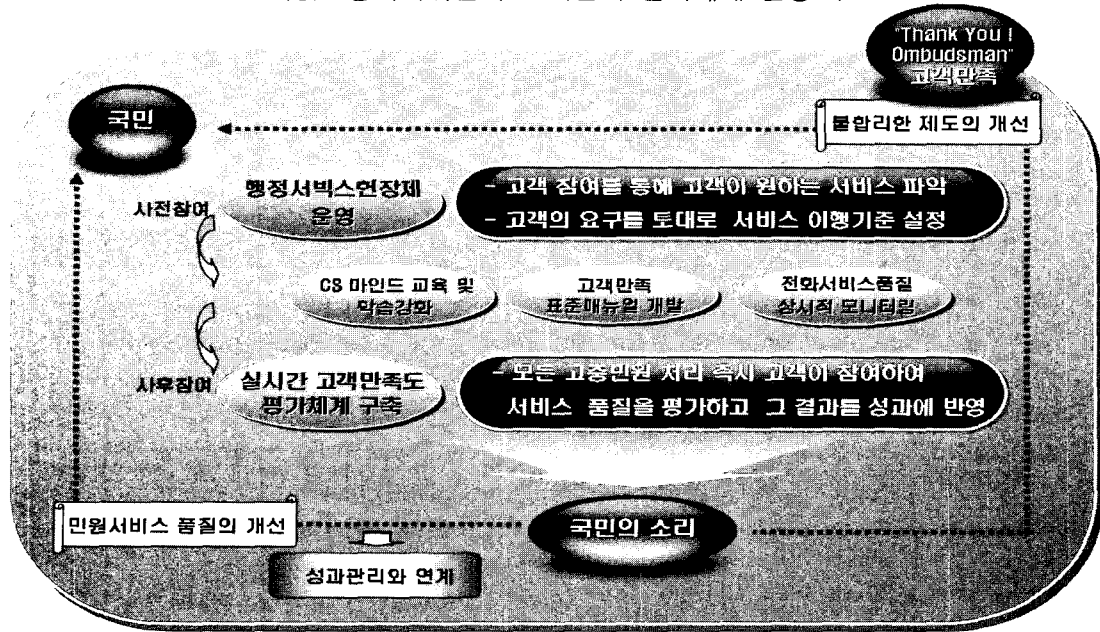 "Thank You !
Ombudsman"
고객만족
국민
불합리한 제도의 개선
행정서빅스헌장제
운영
- 고객 참여를 통해 고객이 원하는 서비스 파악
- 고객의 요구를 토대로 서비스 이행기준 설정
사전참여
CS 마인드 교육 및
학습강화
고객만족
표준매뉴얼 개발
전화서비스품질
상시적 모니터링
사후참여
실시간 고객만족도
평가체계 구축
- 모든 고충민원 처리 즉시 고객이 참여하여
서비스 품질을 평가하고 그 결과를 성과에 반영
민원서비스 품질의 개선
국민의 소리
성과관리와 연계